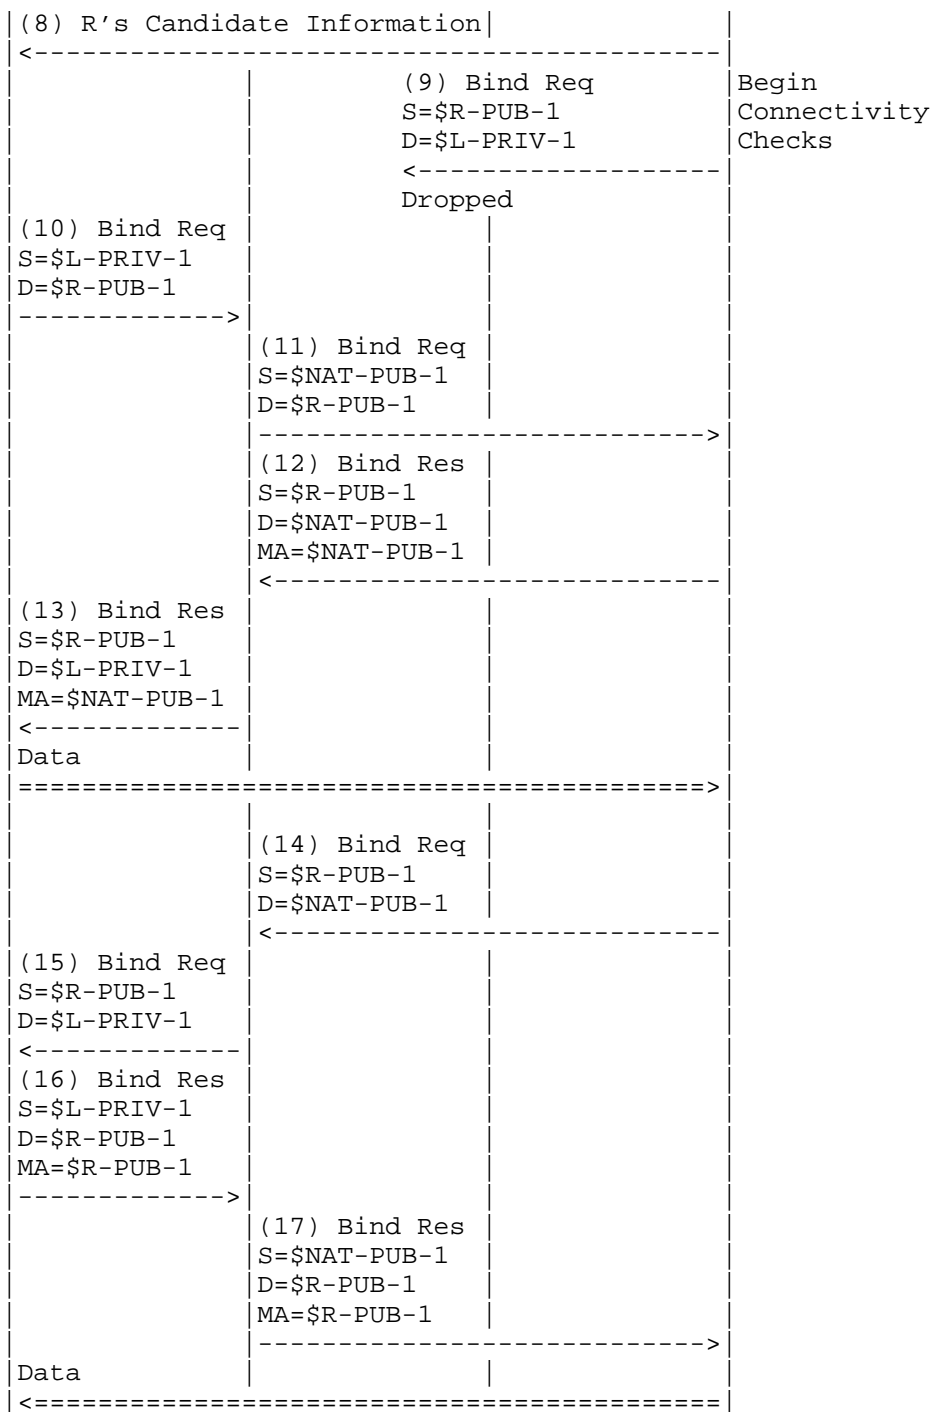 |(8) R's Candidate Information|              |
|<-------------------------------------------|
|              |         (9) Bind Req         |Begin
|              |         S=$R-PUB-1           |Connectivity
|              |         D=$L-PRIV-1          |Checks
|              |         <--------------------|
|              |         Dropped              |
|(10) Bind Req |              |              |
|S=$L-PRIV-1   |              |              |
|D=$R-PUB-1    |              |              |
|------------->|              |              |
|              |(11) Bind Req |              |
|              |S=$NAT-PUB-1  |              |
|              |D=$R-PUB-1    |              |
|              |---------------------------->|
|              |(12) Bind Res |              |
|              |S=$R-PUB-1    |              |
|              |D=$NAT-PUB-1  |              |
|              |MA=$NAT-PUB-1 |              |
|              |<----------------------------|
|(13) Bind Res |              |              |
|S=$R-PUB-1    |              |              |
|D=$L-PRIV-1   |              |              |
|MA=$NAT-PUB-1 |              |              |
|<-------------|              |              |
|Data          |              |              |
|===========================================>|
|              |              |              |
|              |(14) Bind Req |              |
|              |S=$R-PUB-1    |              |
|              |D=$NAT-PUB-1  |              |
|              |<----------------------------|
|(15) Bind Req |              |              |
|S=$R-PUB-1    |              |              |
|D=$L-PRIV-1   |              |              |
|<-------------|              |              |
|(16) Bind Res |              |              |
|S=$L-PRIV-1   |              |              |
|D=$R-PUB-1    |              |              |
|MA=$R-PUB-1   |              |              |
|------------->|              |              |
|              |(17) Bind Res |              |
|              |S=$NAT-PUB-1  |              |
|              |D=$R-PUB-1    |              |
|              |MA=$R-PUB-1   |              |
|              |---------------------------->|
|Data          |              |              |
|<===========================================|